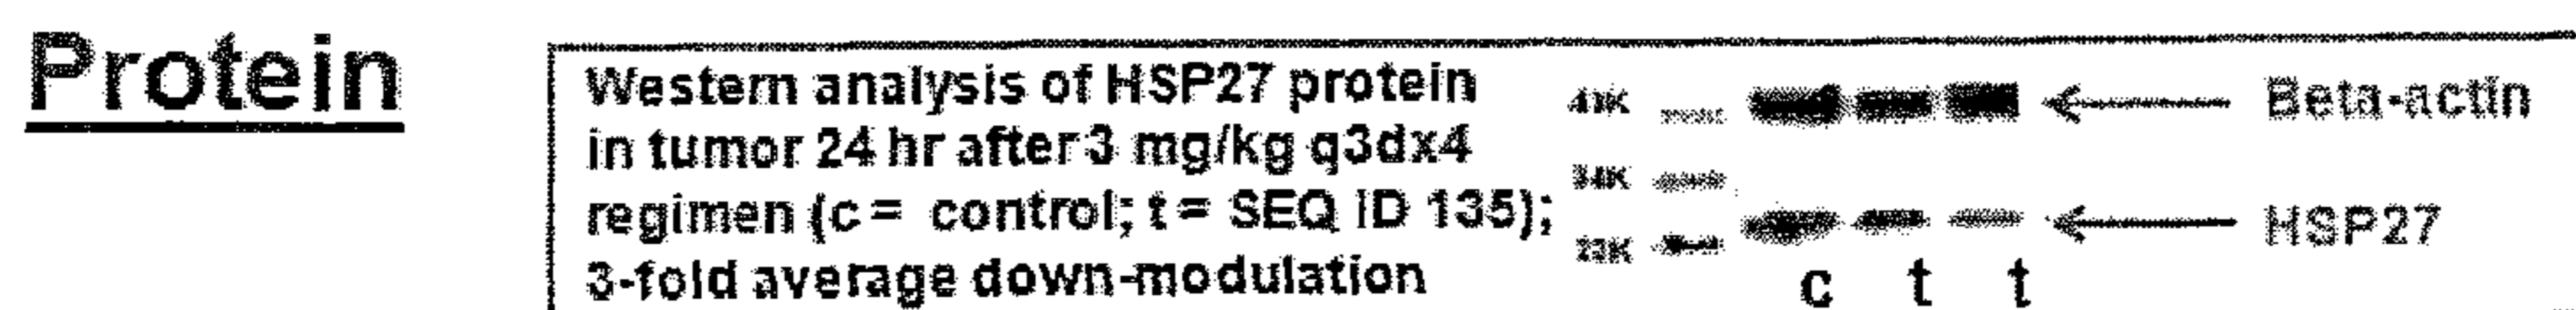 Protein
Western analysis of HSP27 protein
in tumor 24 hr after 3 mg/kg q3dx4
regimen (c = control; t = SEQ ID 135);
3-fold average down-modulation
43K
Beta-actin
34K
HSP27
c t t